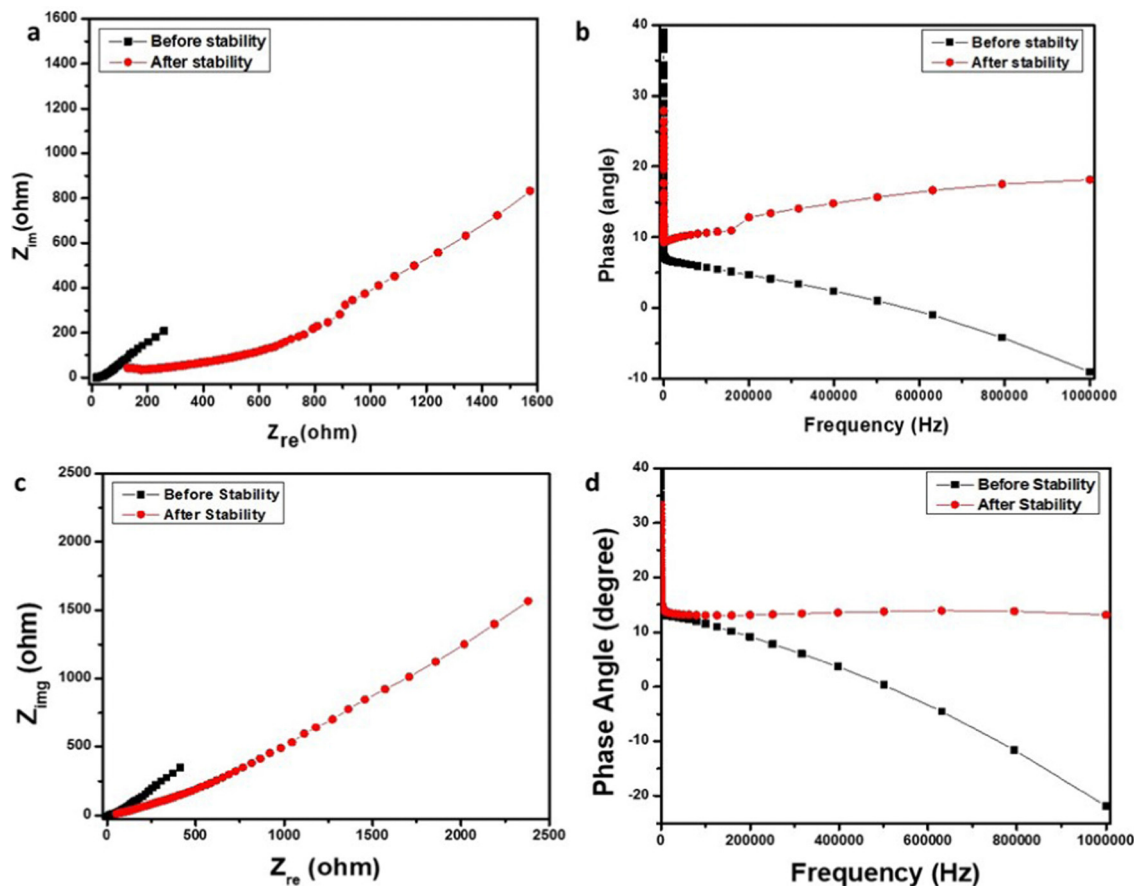 a
Before stability
After stability
1600
1400
1200
1000
800
600
400
200
0
Z_im(ohm)
0 200 400 600 800 1000 1200 1400 1600
Z_re(ohm)
b
Before stabilty
After stability
40
30
20
10
0
-10
Phase (angle)
0 200000 400000 600000 800000 1000000
Frequency (Hz)
c
Before Stability
After Stability
2500
2000
1500
1000
500
0
Z_img (ohm)
0 500 1000 1500 2000 2500
Z_re (ohm)
d
Before Stability
After Stability
40
30
20
10
0
-10
-20
Phase Angle (degree)
0 200000 400000 600000 800000 1000000
Frequency (Hz)